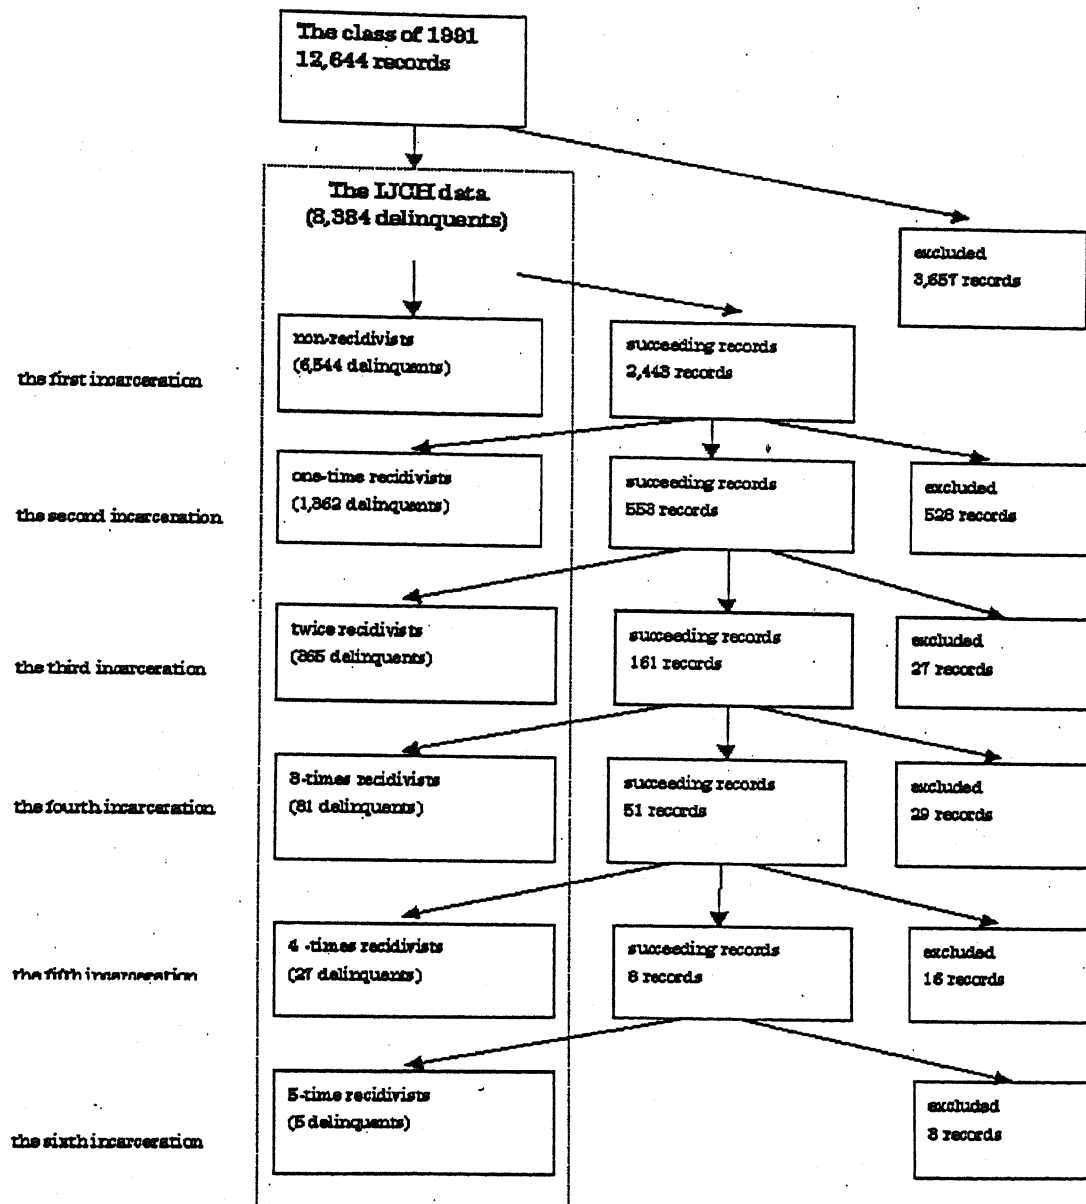 The class of 1991
12,644 records
The IJCH data
(8,384 delinquents)
excluded
3,657 records
the first incarceration
non-recidivists
(6,544 delinquents)
succeeding records
2,443 records
the second incarceration
one-time recidivists
(1,362 delinquents)
succeeding records
553 records
excluded
528 records
the third incarceration
twice recidivists
(365 delinquents)
succeeding records
161 records
excluded
27 records
the fourth incarceration
3-times recidivists
(81 delinquents)
succeeding records
51 records
excluded
29 records
the fifth incarceration
4 -times recidivists
(27 delinquents)
succeeding records
8 records
excluded
16 records
the sixth incarceration
5-time recidivists
(5 delinquents)
excluded
3 records